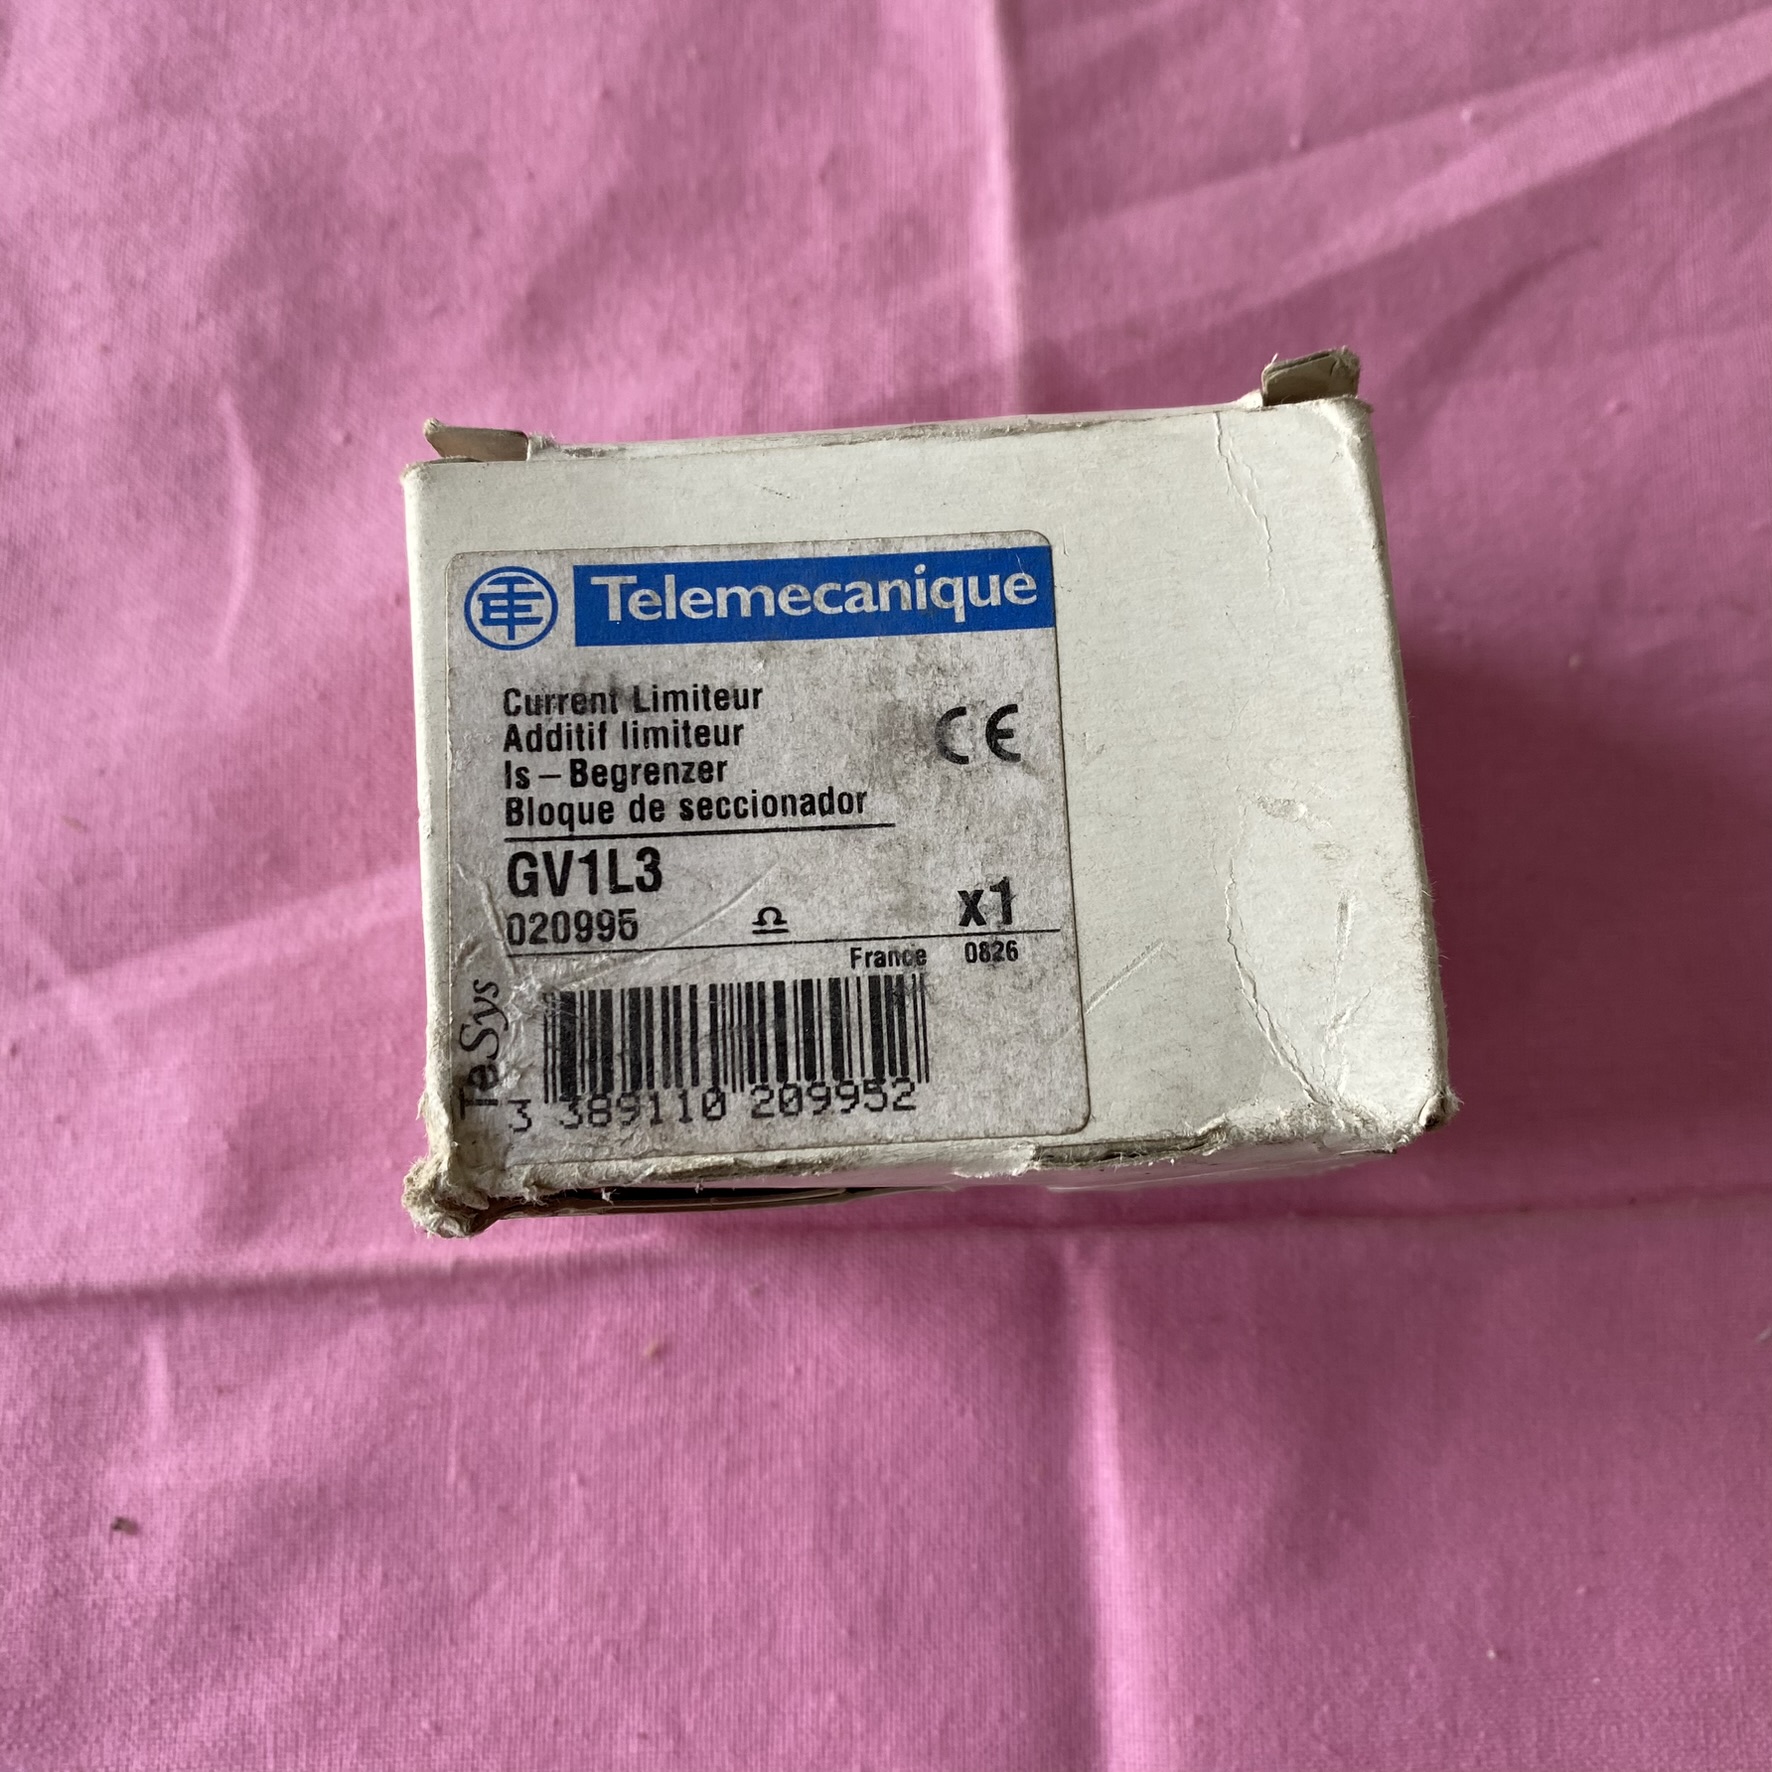 Telemecanique
Current Limiteur
Additif limiteur
Is – Begrenzer
Bloque de seccionador
CE
GV1L3
020995
x1
France 0826
TeSys
3 389110 209952